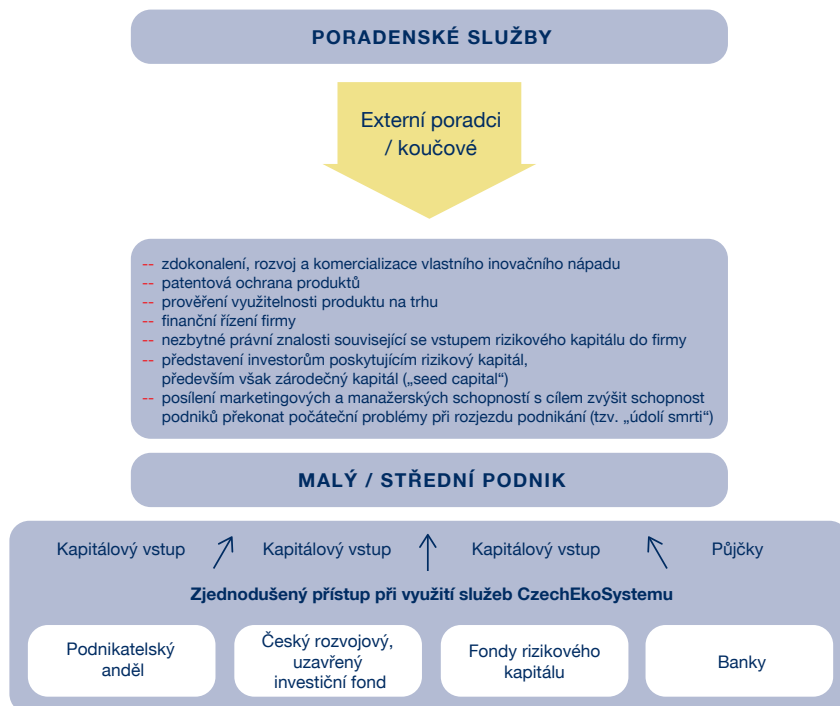 PORADENSKÉ SLUŽBY
Externí poradci
/ koučové
-- zdokonalení, rozvoj a komercializace vlastního inovačního nápadu
-- patentová ochrana produktů
-- prověření využitelnosti produktu na trhu
-- finanční řízení firmy
-- nezbytné právní znalosti související se vstupem rizikového kapitálu do firmy
-- představení investorům poskytujícím rizikový kapitál,
především však zárodečný kapitál („seed capital“)
-- posílení marketingových a manažerských schopností s cílem zvýšit schopnost
podniků překonat počáteční problémy při rozjezdu podnikání (tzv. „údolí smrti“)
MALÝ / STŘEDNÍ PODNIK
Kapitálový vstup Kapitálový vstup Kapitálový vstup Půjčky
Zjednodušený přístup při využití služeb CzechEkoSystemu
Podnikatelský
anděl
Český rozvojový,
uzavřený
investiční fond
Fondy rizikového
kapitálu
Banky